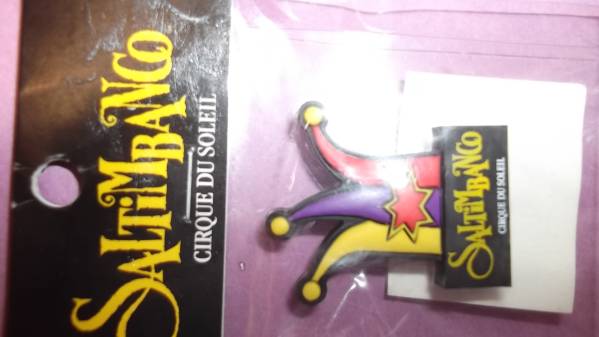 SALTIMBANCO
CIRQUE DU SOLEIL
SALTIMBANCO
CIRQUE DU SOLEIL